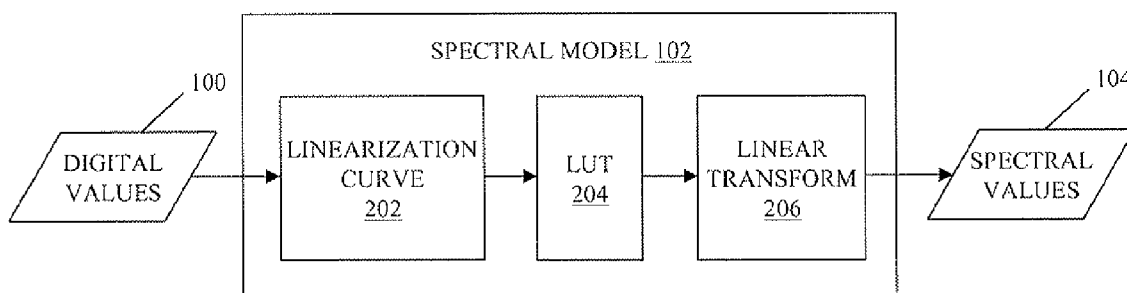 SPECTRAL MODEL 102
100
DIGITAL
VALUES
LINEARIZATION
CURVE
202
LUT
204
LINEAR
TRANSFORM
206
104
SPECTRAL
VALUES